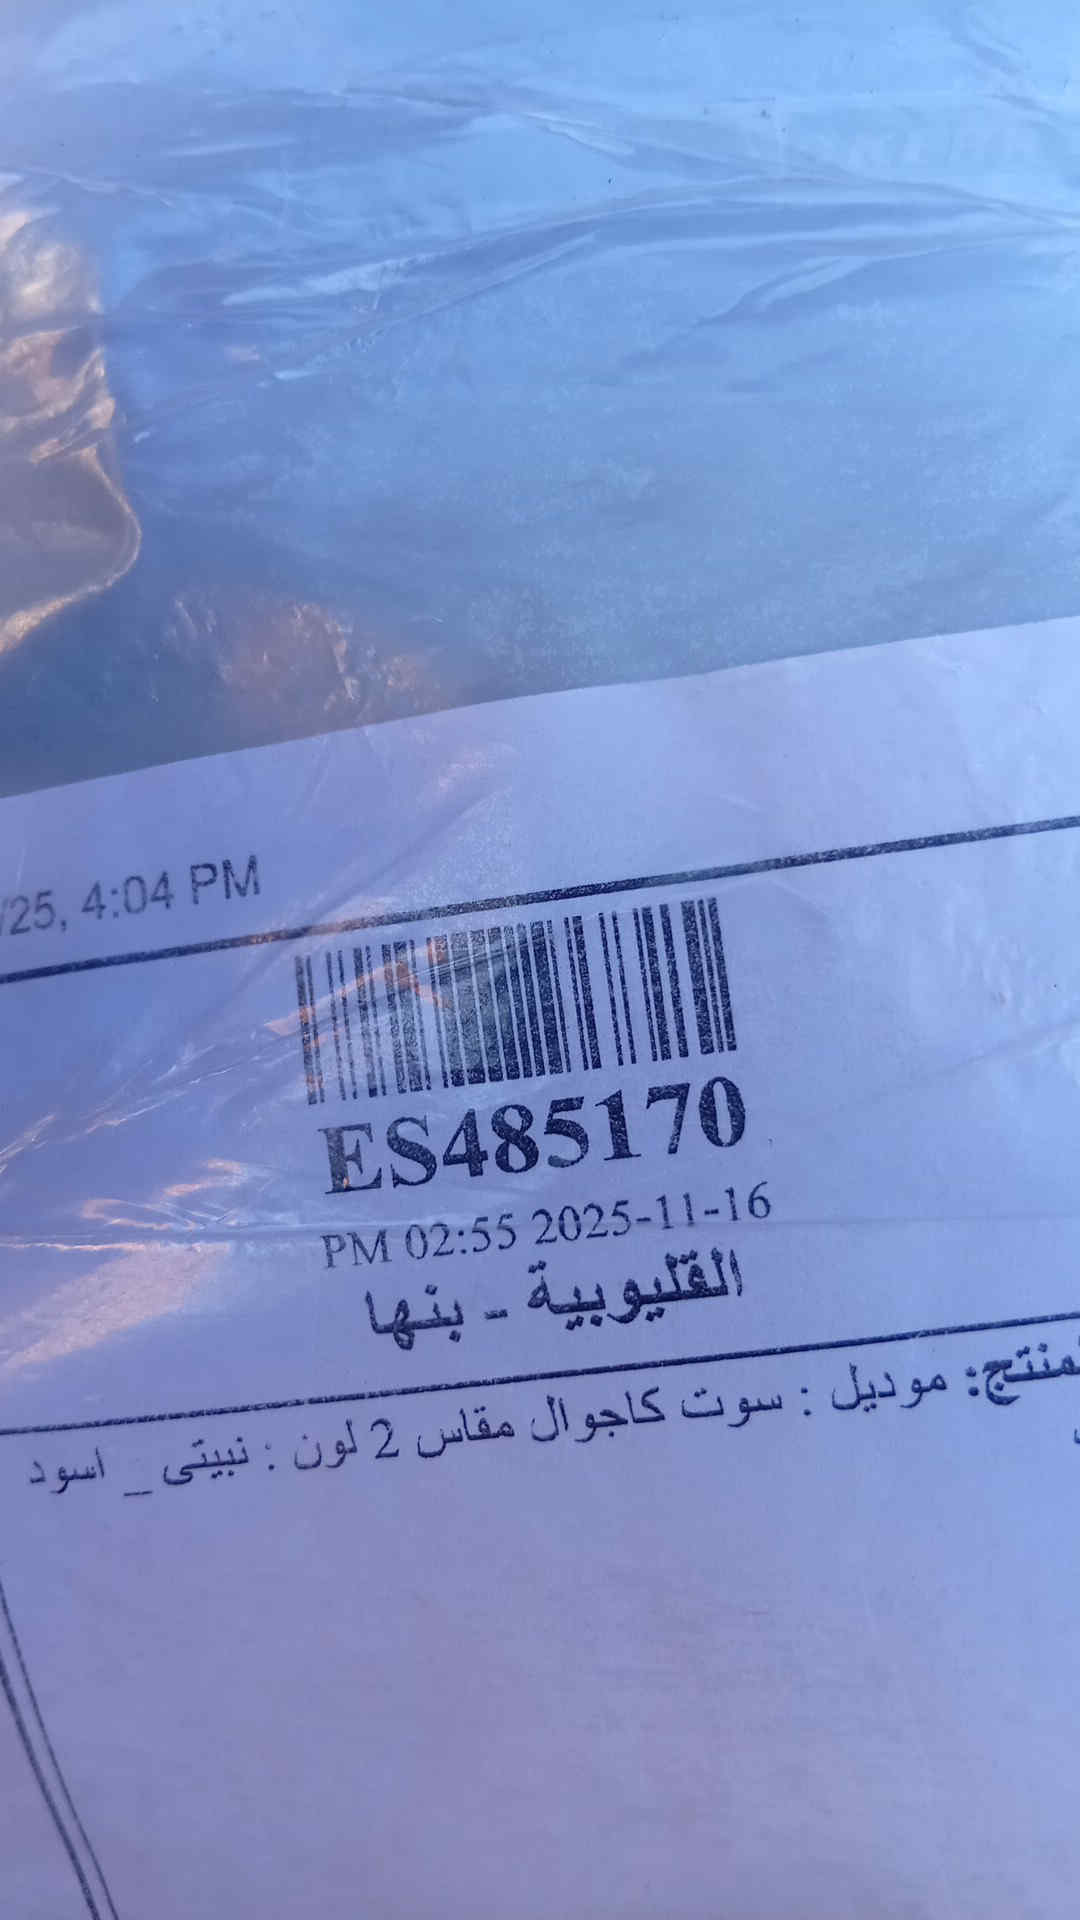 /25, 4:04 PM
ES485170
PM 02:55 2025-11-16
القليوبية - بنها
لمنتج: موديل : سوت كاجوال مقاس 2 لون : نبيتى _ اسود